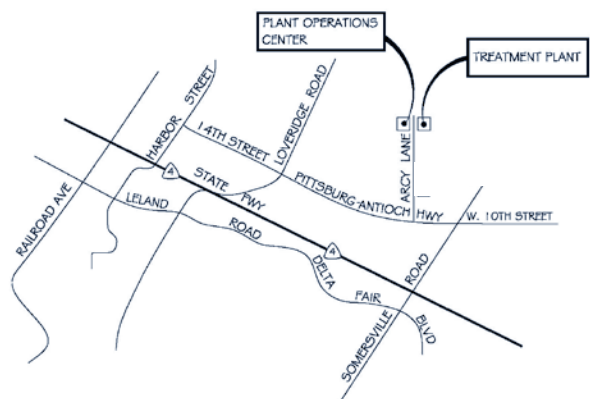 PLANT OPERATIONS
CENTER
TREATMENT PLANT
HARBOR STREET
14TH STREET
LOVERIDGE ROAD
ARCY LANE
4
STATE FWY
PITTSBURG-ANTIOCH HWY
W. 10TH STREET
RAILROAD AVE
LELAND ROAD
4
DELTA FAIR BLVD
SOMERSVILLE ROAD